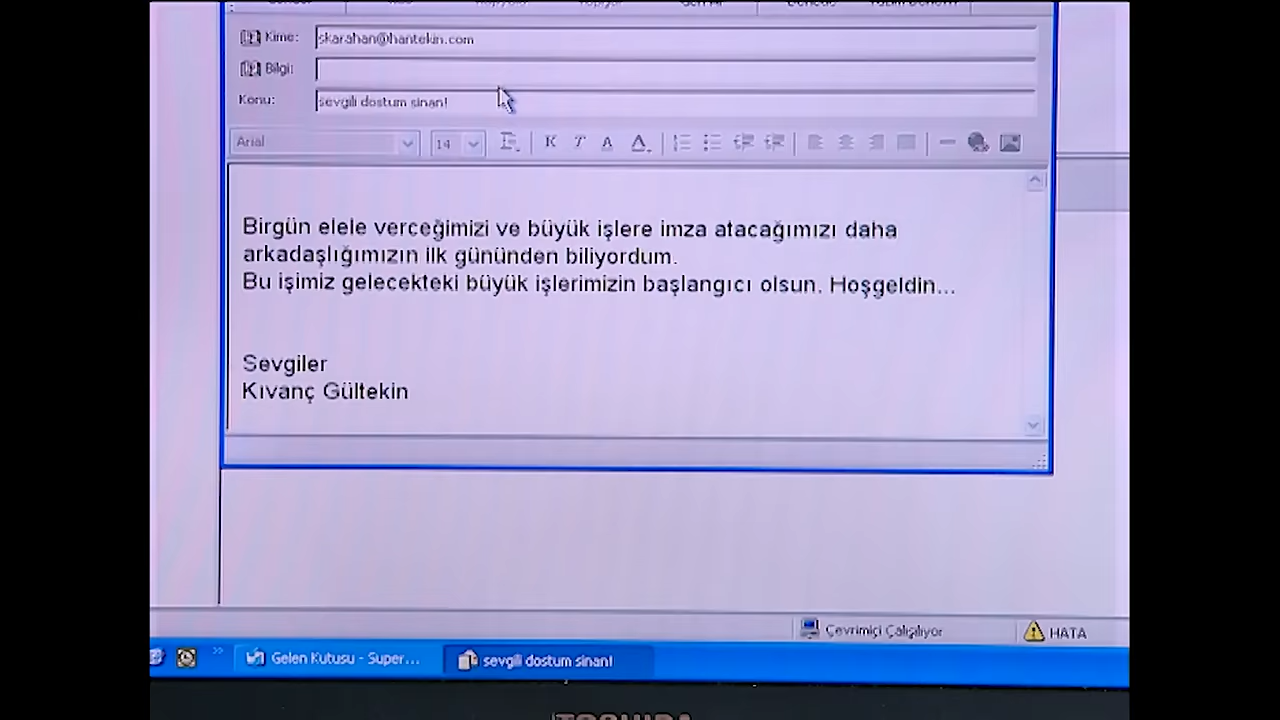 Kime: skarahan@hantekin.com
Bilgi:
Konu: sevgili dostum sinan!
Arial 14 K T A A
Birgün elele verceğimizi ve büyük işlere imza atacağımızı daha
arkadaşlığımızın ilk gününden biliyordum.
Bu işimiz gelecekteki büyük işlerimizin başlangıcı olsun. Hoşgeldin...
Sevgiler
Kıvanç Gültekin
Çevrimiçi Çalışılıyor HATA
Gelen Kutusu - Super... sevgili dostum sinan!
TOSHIBA